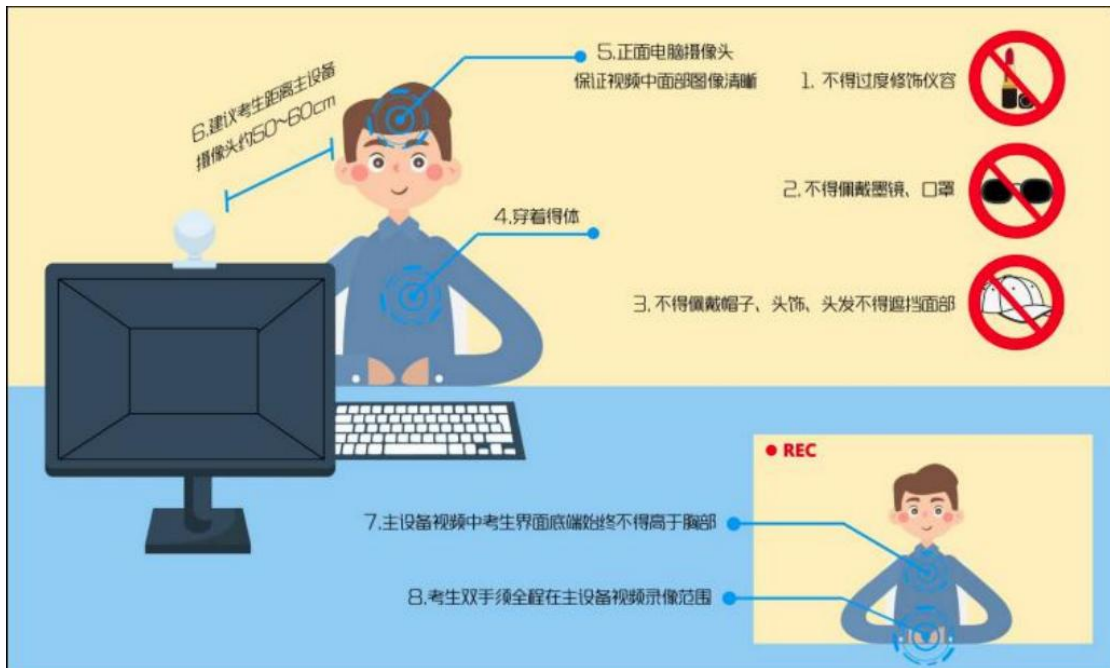 1. 不得过度修饰仪容
2. 不得佩戴墨镜、口罩
3. 不得佩戴帽子、头饰、头发不得遮挡面部
4.穿着得体
5.正面电脑摄像头
保证视频中面部图像清晰
6.建议考生距离主设备
摄像头约50~60cm
7.主设备视频中考生界面底端始终不得高于胸部
8.考生双手须全程在主设备视频录像范围
REC